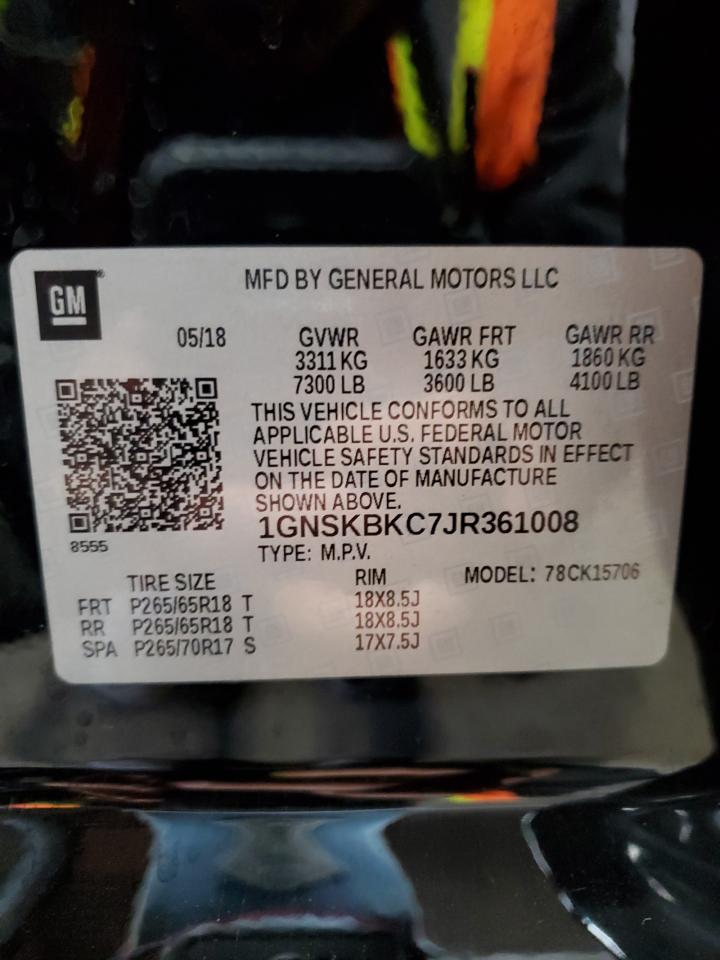 GM® MFD BY GENERAL MOTORS LLC
05/18 GVWR GAWR FRT GAWR RR
3311 KG 1633 KG 1860 KG
7300 LB 3600 LB 4100 LB
THIS VEHICLE CONFORMS TO ALL
APPLICABLE U.S. FEDERAL MOTOR
VEHICLE SAFETY STANDARDS IN EFFECT
ON THE DATE OF MANUFACTURE
SHOWN ABOVE.
1GNSKBKC7JR361008
8555
TYPE: M.P.V.
TIRE SIZE RIM MODEL: 78CK15706
FRT P265/65R18 T 18X8.5J
RR P265/65R18 T 18X8.5J
SPA P265/70R17 S 17X7.5J